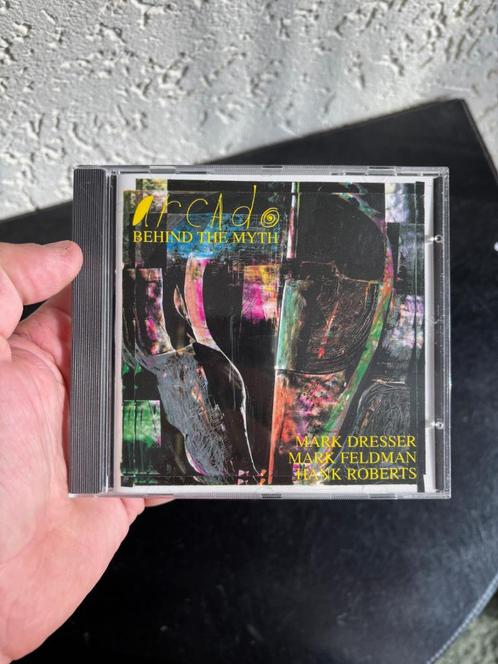 arcado
BEHIND THE MYTH
MARK DRESSER
MARK FELDMAN
HANK ROBERTS